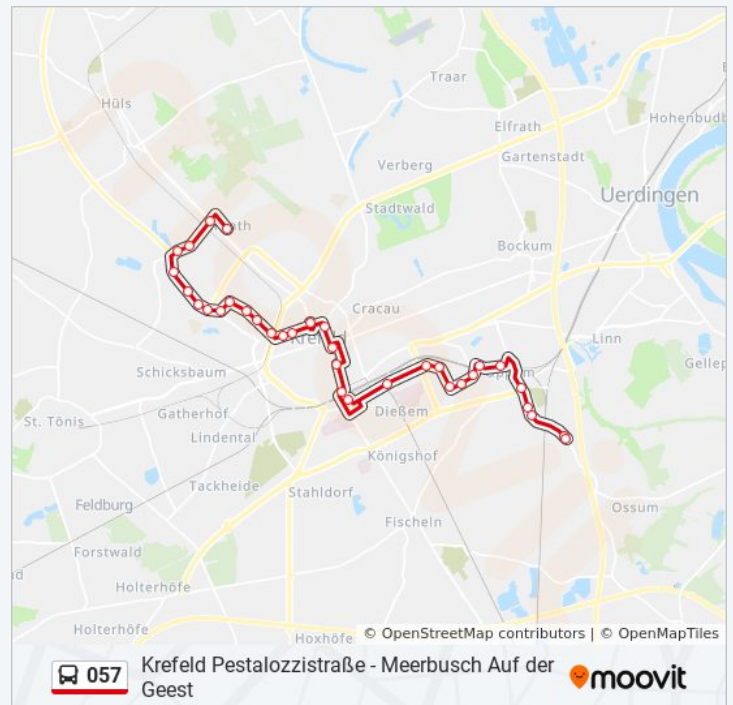 Traar
Hüls
Hohenbudb
Elfrath
Gartenstadt
Verberg
Uerdingen
Stadtwald
Bockum
Cracau
Linn
Krefeld
Gellep
Schicksbaum
St. Tönis
Gatherhof
Dießem
Lindental
Königshof
Tackheide
Stahldorf
Feldburg
Ossum
Fischeln
Forstwald
Holterhöfe
Holterhöfe
Hoxhöfe
© OpenStreetMap contributors | © OpenMapTiles
057
Krefeld Pestalozzistraße - Meerbusch Auf der
Geest
moovit